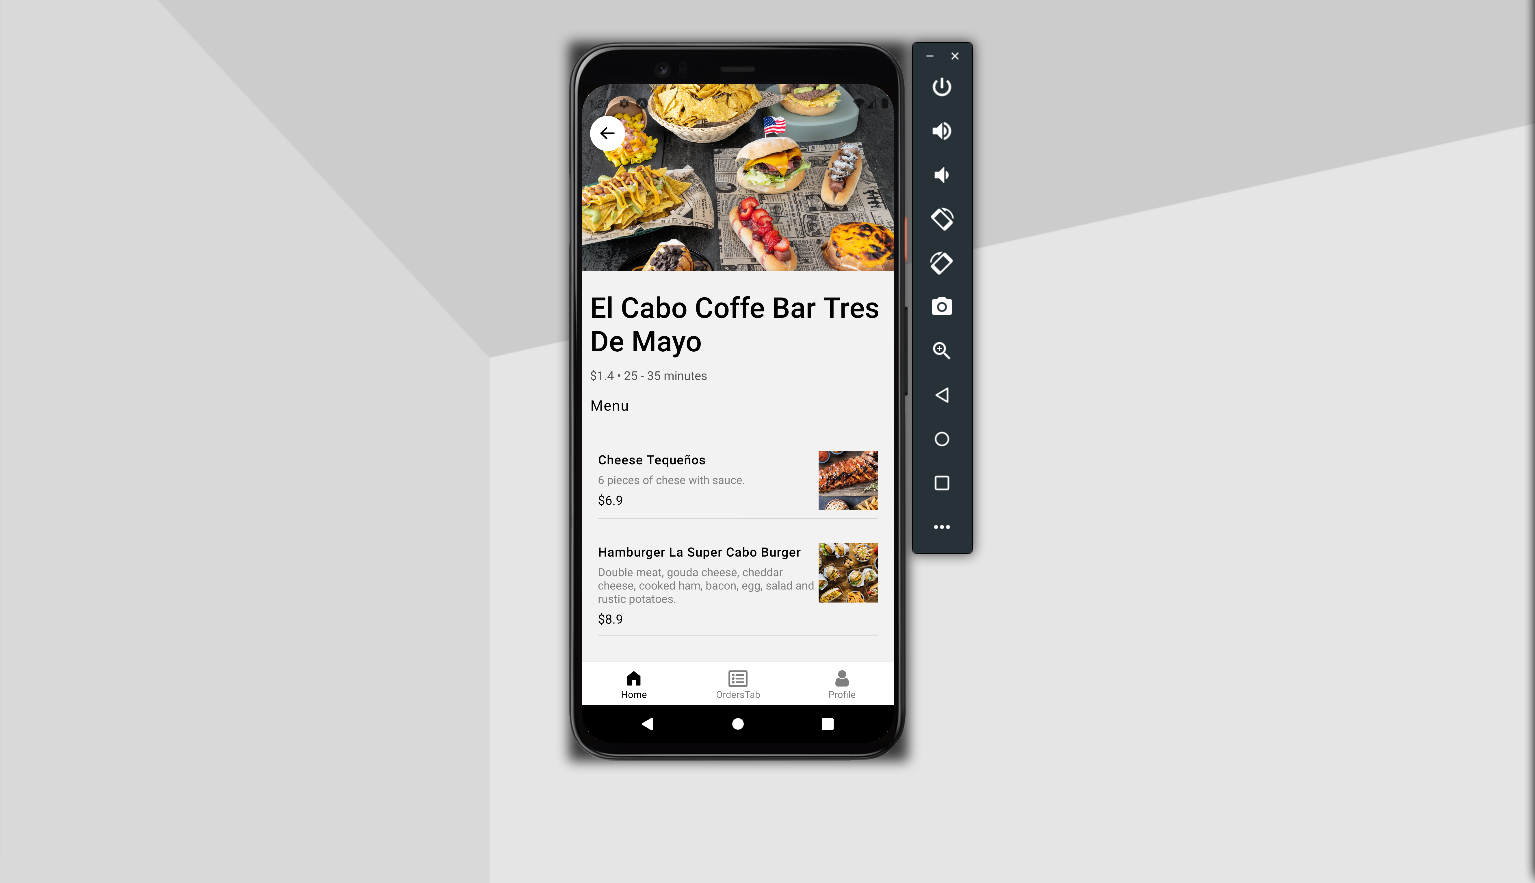 El Cabo Coffe Bar Tres
De Mayo
$1.4 • 25 - 35 minutes
Menu
Cheese Tequeños
6 pieces of chese with sauce.
$6.9
Hamburger La Super Cabo Burger
Double meat, gouda cheese, cheddar
cheese, cooked ham, bacon, egg, salad and
rustic potatoes.
$8.9
Home
OrdersTab
Profile